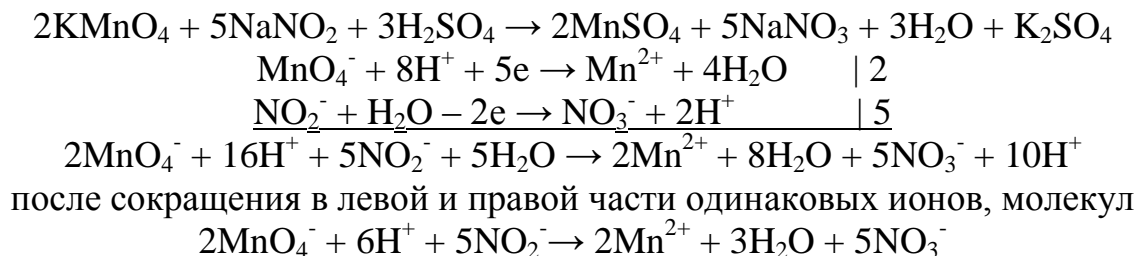 2KMnO₄ + 5NaNO₂ + 3H₂SO₄ → 2MnSO₄ + 5NaNO₃ + 3H₂O + K₂SO₄
MnO₄⁻ + 8H⁺ + 5e → Mn²⁺ + 4H₂O | 2
NO₂⁻ + H₂O – 2e → NO₃⁻ + 2H⁺ | 5
2MnO₄⁻ + 16H⁺ + 5NO₂⁻ + 5H₂O → 2Mn²⁺ + 8H₂O + 5NO₃⁻ + 10H⁺
после сокращения в левой и правой части одинаковых ионов, молекул
2MnO₄⁻ + 6H⁺ + 5NO₂⁻→ 2Mn²⁺ + 3H₂O + 5NO₃⁻